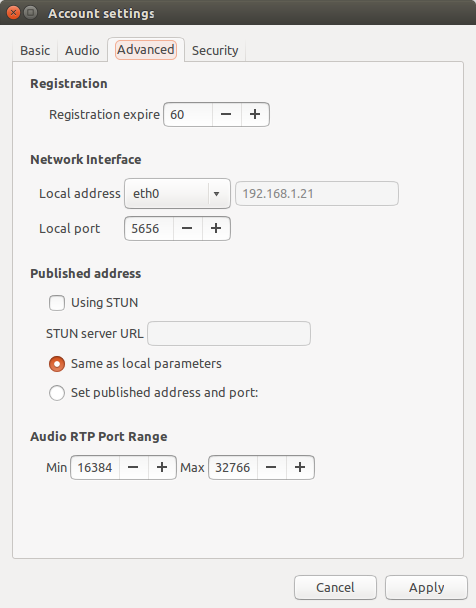 Account settings
Basic Audio Advanced Security
Registration
Registration expire 60 − +
Network Interface
Local address eth0 192.168.1.21
Local port 5656 − +
Published address
Using STUN
STUN server URL
Same as local parameters
Set published address and port:
Audio RTP Port Range
Min 16384 − + Max 32766 − +
Cancel Apply